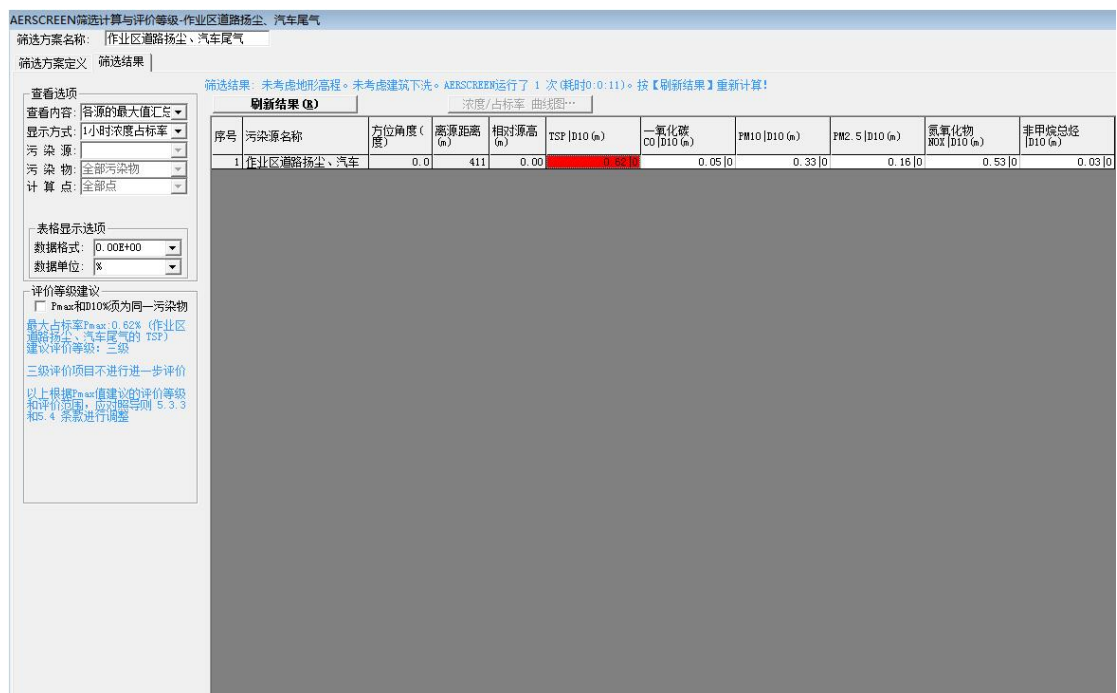 AERSCREEN筛选计算与评价等级-作业区道路扬尘、汽车尾气
筛选方案名称: 作业区道路扬尘、汽车尾气
筛选方案定义 筛选结果
筛选结果: 未考虑地形高程。未考虑建筑下洗。AERSCREEN运行了 1 次(耗时0:0:11)。按【刷新结果】重新计算!
查看选项
查看内容: 各源的最大值汇总
显示方式: 1小时浓度占标率
污 染 源:
污 染 物: 全部污染物
计 算 点: 全部点
表格显示选项
数据格式: 0.00E+00
数据单位: %
评价等级建议
Pmax和D10%须为同一污染物
最大占标率Pmax:0.62% (作业区
道路扬尘、汽车尾气的 TSP)
建议评价等级: 三级
三级评价项目不进行进一步评价
以上根据Pmax值建议的评价等级
和评价范围,应对照导则 5.3.3
和5.4 条款进行调整
刷新结果(R) 浓度/占标率 曲线图…
序号 污染源名称 方位角度(度) 离源距离(m) 相对源高(m) TSP|D10(m) 一氧化碳CO|D10(m) PM10|D10(m) PM2.5|D10(m) 氮氧化物NOX|D10(m) 非甲烷总烃|D10(m)
1 作业区道路扬尘、汽车 0.0 411 0.00 0.62|0 0.05|0 0.33|0 0.16|0 0.53|0 0.03|0